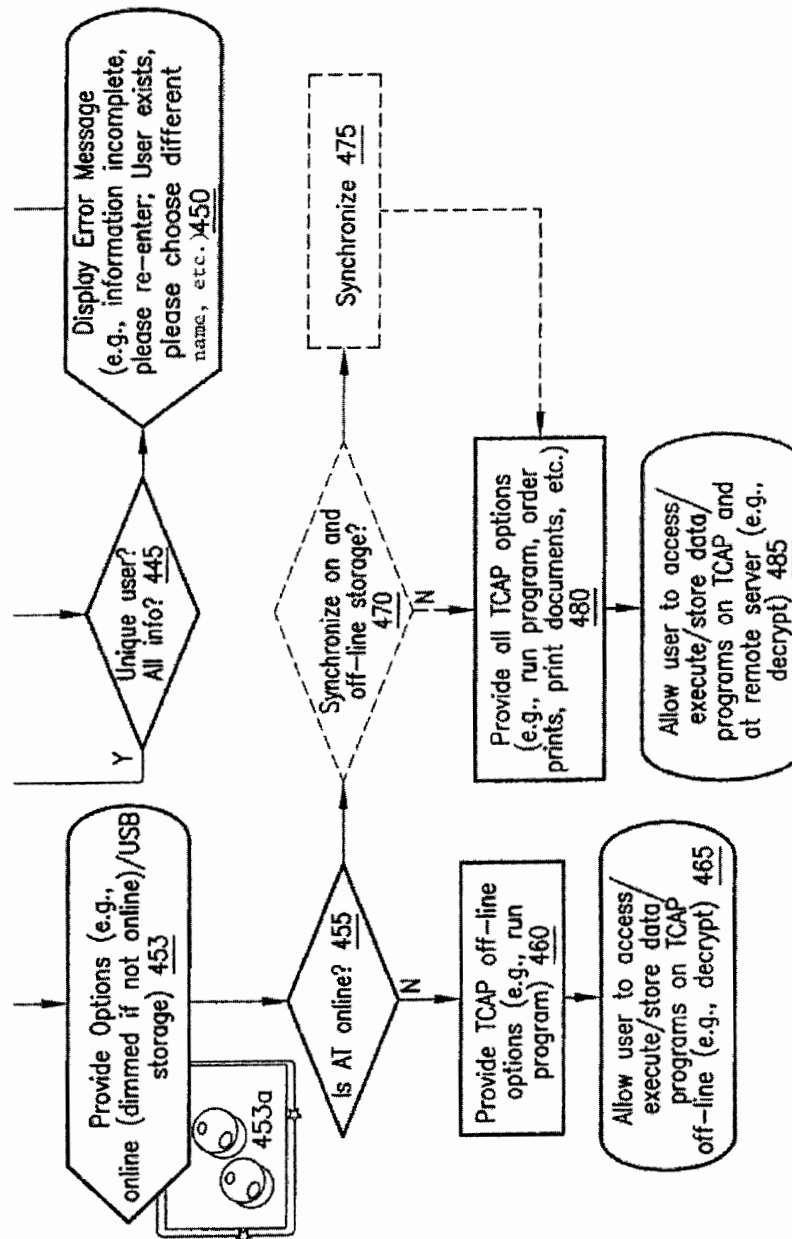 Display Error Message
(e.g., information incomplete,
please re-enter; User exists,
please choose different
name, etc.) 450
Unique user?
All info? 445
Y
Provide Options (e.g.,
online (dimmed if not online)/USB
storage) 453
453a
Is AT online? 455
N
Synchronize on and
off-line storage?
470
N
Synchronize 475
Provide TCAP off-line
options (e.g., run
program) 460
Provide all TCAP options
(e.g., run program, order
prints, print documents, etc.)
480
Allow user to access/
execute/store data/
programs on TCAP
off-line (e.g., decrypt) 465
Allow user to access/
execute/store data/
programs on TCAP and
at remote server (e.g.,
decrypt) 485